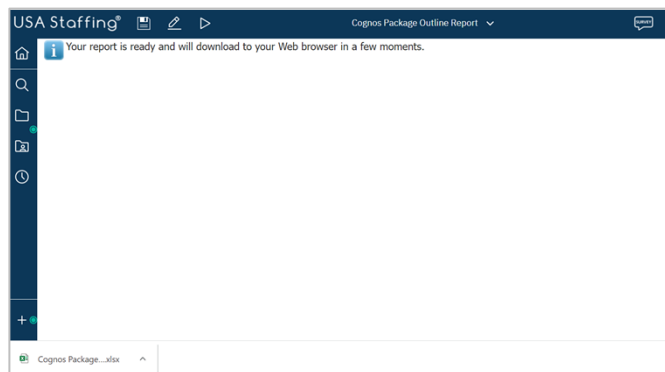 USA Staffing®
Cognos Package Outline Report
SURVEY
Your report is ready and will download to your Web browser in a few moments.
Cognos Package....xlsx